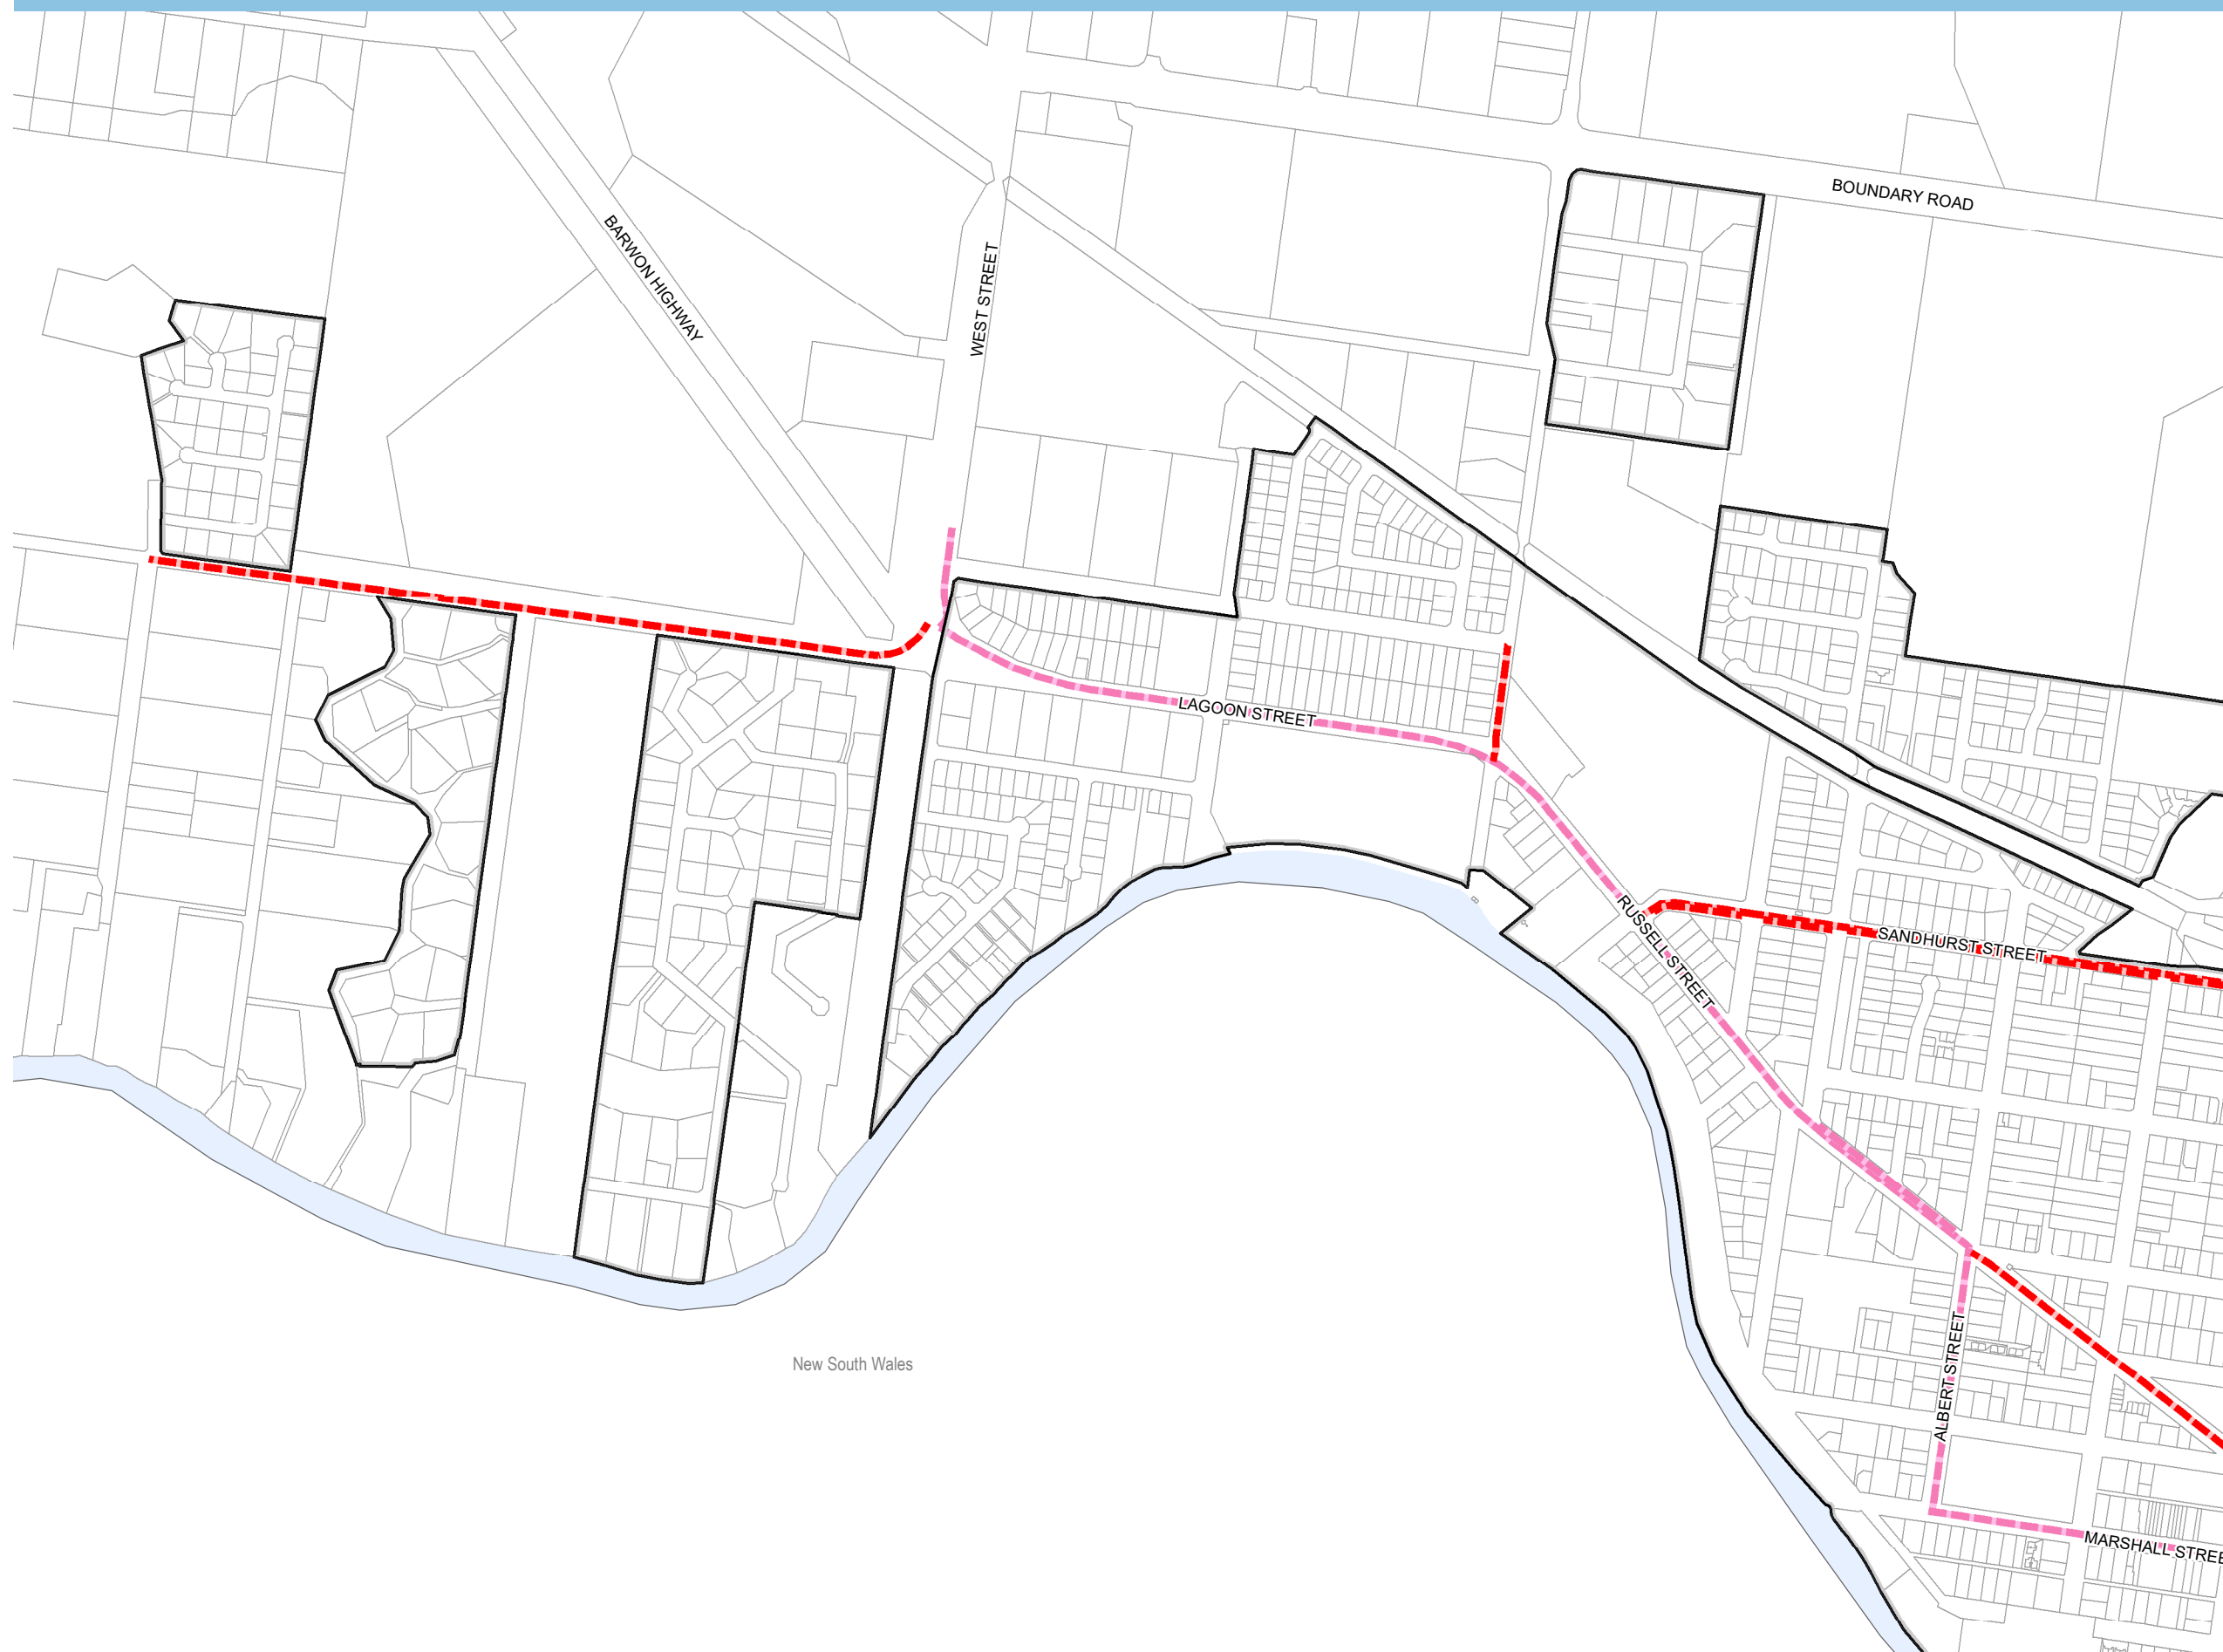 BOUNDARY ROAD
BARWON HIGHWAY
WEST STREET
LAGOON STREET
RUSSELL STREET
SANDHURST STREET
New South Wales
ALBERT STREET
MARSHALL STREE